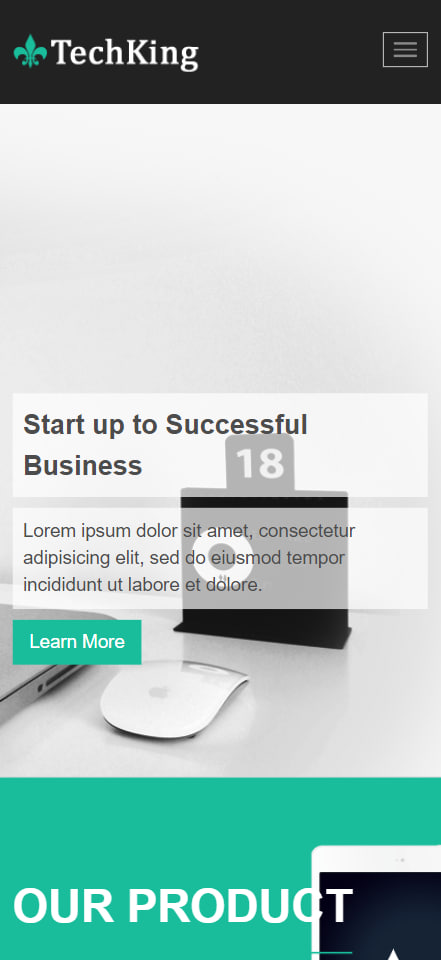 TechKing
Start up to Successful
Business
18
Lorem ipsum dolor sit amet, consectetur
adipisicing elit, sed do eiusmod tempor
incididunt ut labore et dolore.
Learn More
OUR PRODUCT